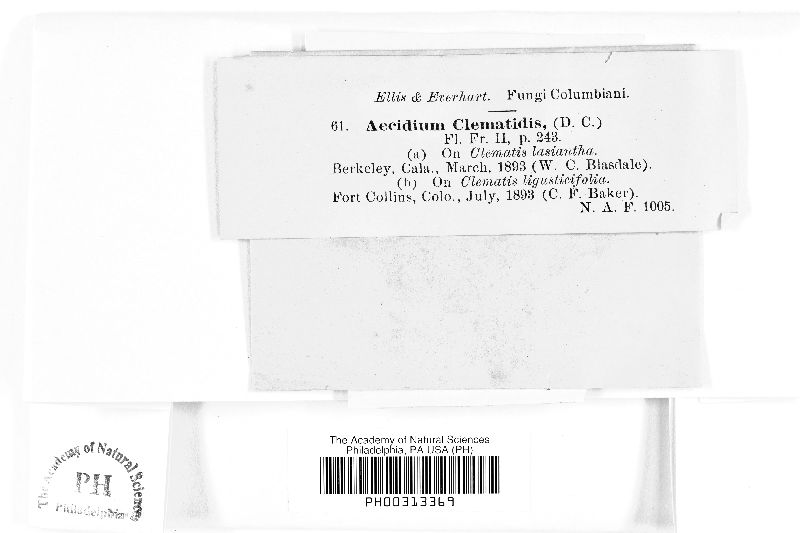 Ellis & Everhart. Fungi Columbiani.
61. Aecidium Clematidis, (D. C.)
Fl. Fr. II, p. 243.
(a) On Clematis lasiantha.
Berkeley, Cala., March, 1893 (W. C. Blasdale).
(b) On Clematis ligusticifolia.
Fort Collins, Colo., July, 1893 (C. F. Baker).
N. A. F. 1005.
The Academy of Natural Sciences
Philadelphia, PA USA (PH)
PH00313369
The Academy of Natural Sciences
PH
Philadelphia